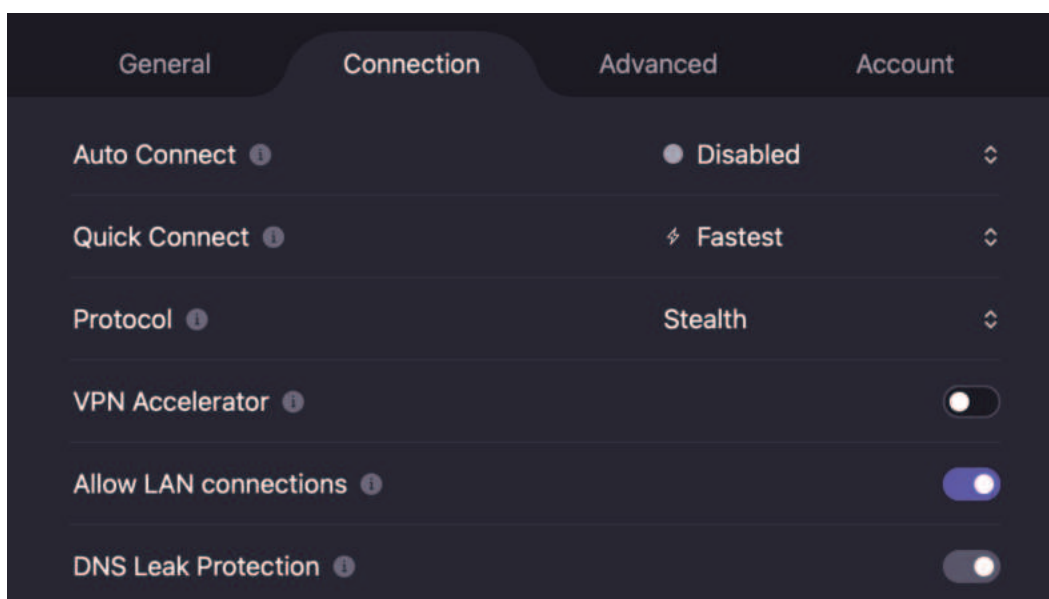 General Connection Advanced Account
Auto Connect Disabled
Quick Connect Fastest
Protocol Stealth
VPN Accelerator
Allow LAN connections
DNS Leak Protection